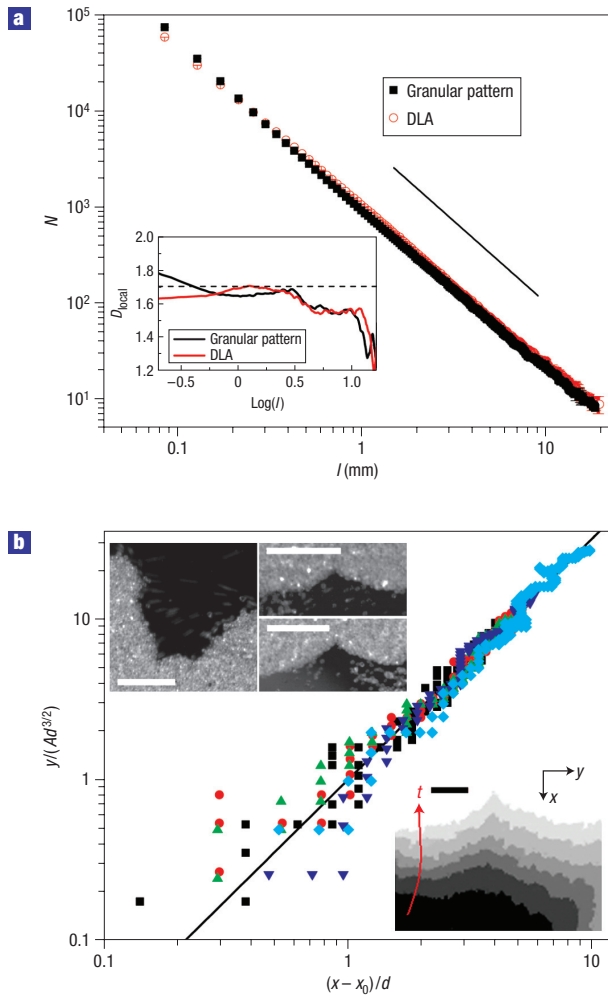 a
10^5
10^4
10^3
10^2
10^1
N
Granular pattern
DLA
2.0
1.8
1.6
1.4
1.2
D_local
Granular pattern
DLA
−0.5
0
0.5
1.0
Log(l)
0.1
1
10
l (mm)
b
10
1
0.1
y/(Ad^{3/2})
t
y
x
0.1
1
10
(x − x_0)/d